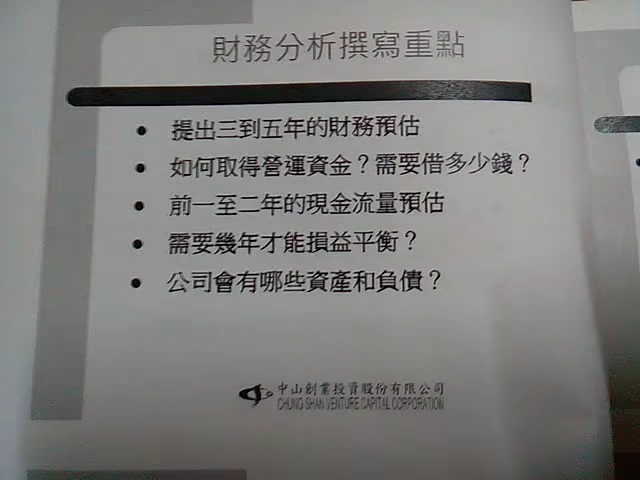 財務分析撰寫重點
• 提出三到五年的財務預估
• 如何取得營運資金？需要借多少錢？
• 前一至二年的現金流量預估
• 需要幾年才能損益平衡？
• 公司會有哪些資產和負債？
中山創業投資股份有限公司
CHUNG SHAN VENTURE CAPITAL CORPORATION